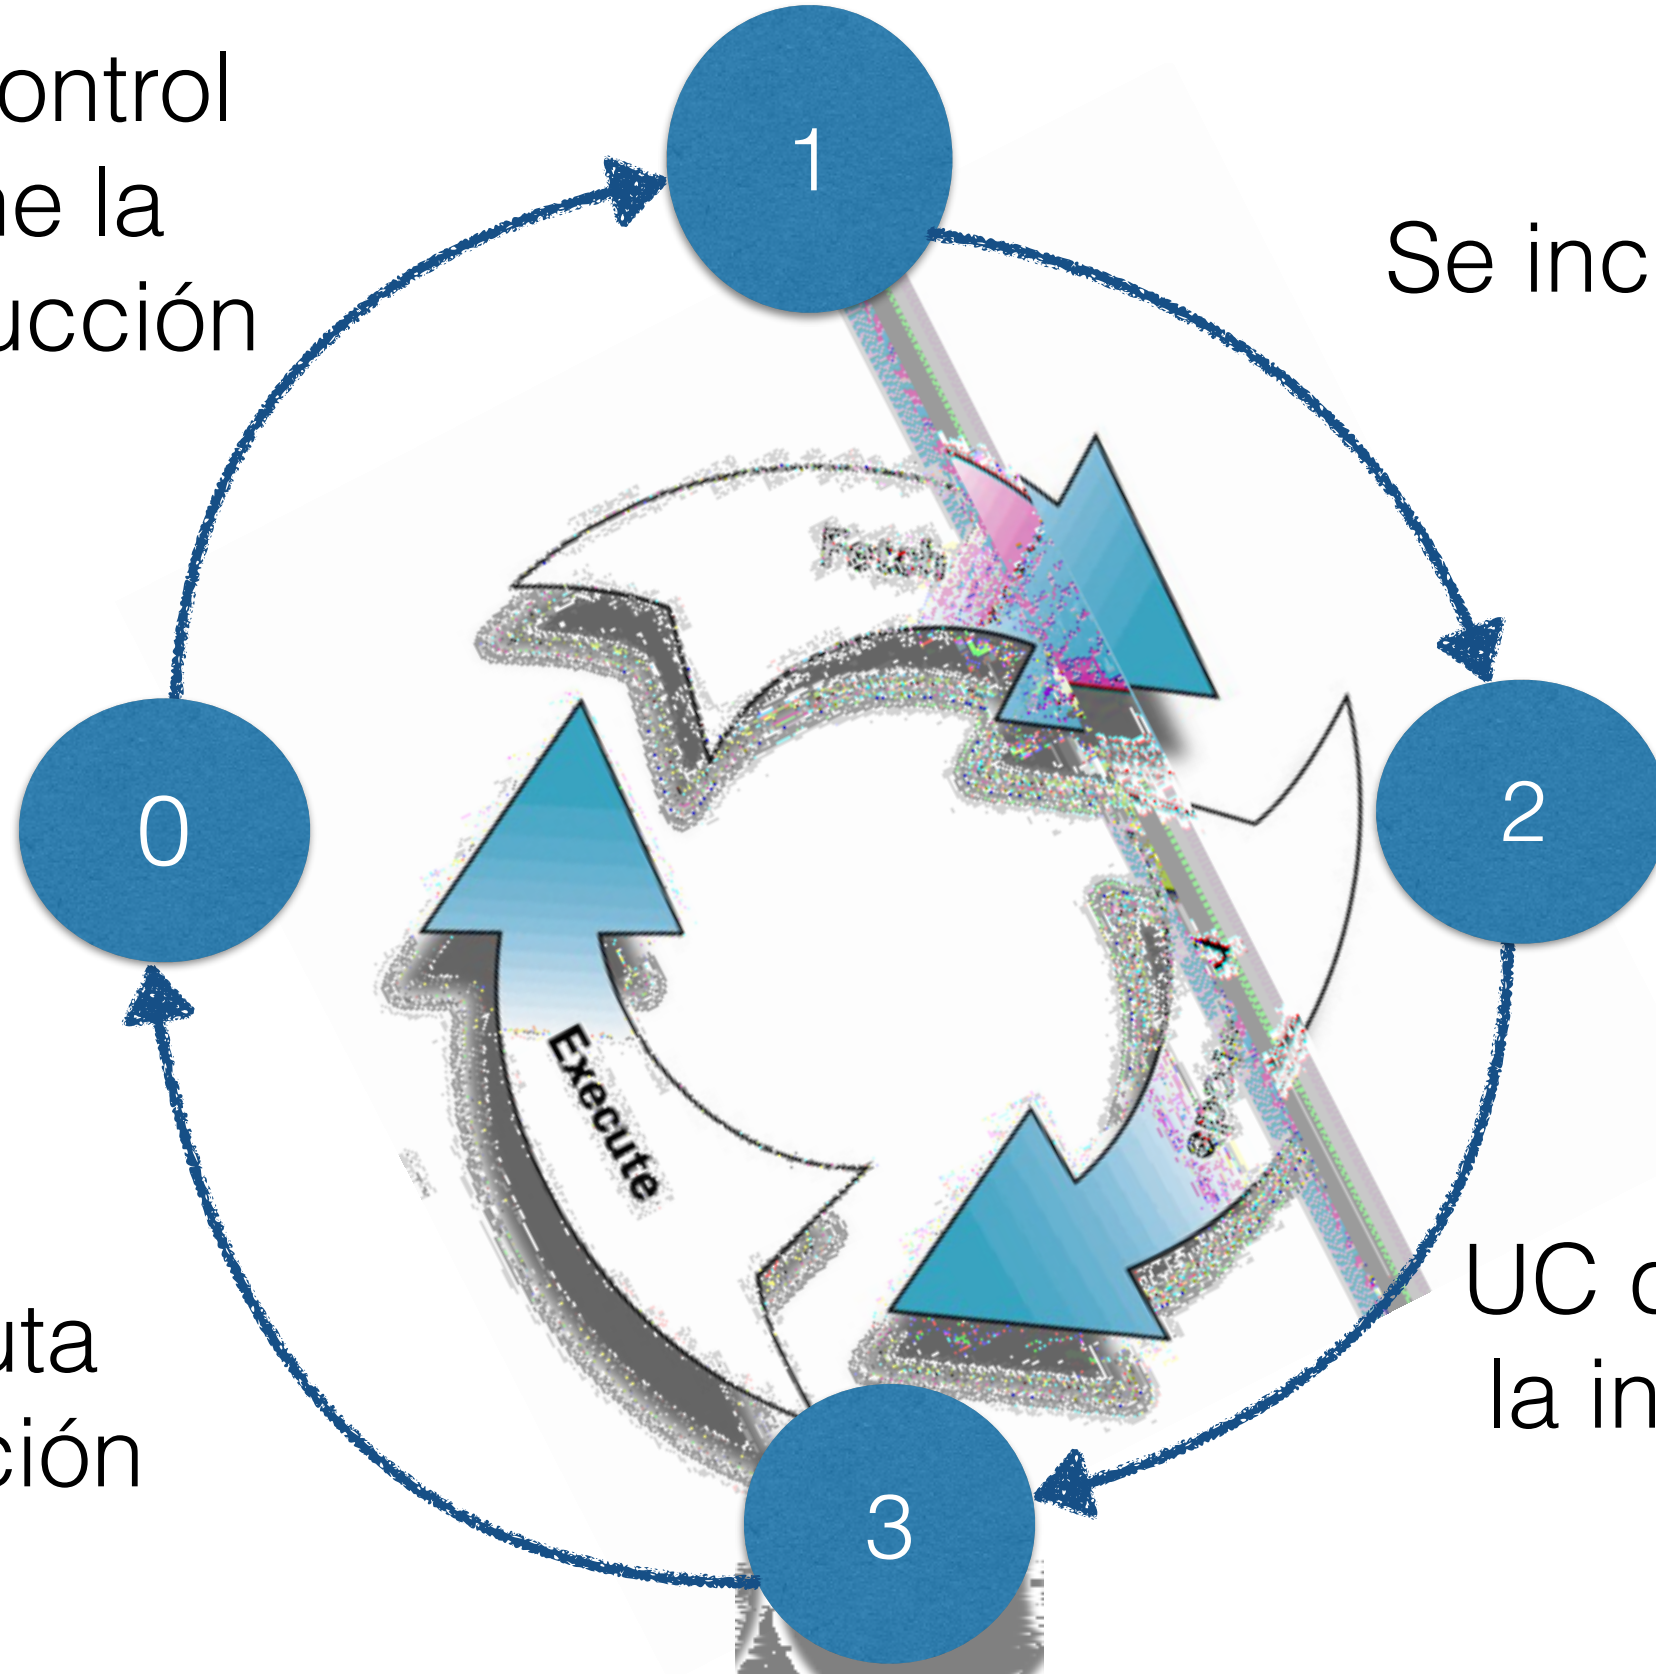 ontrol
ne la
ucción
1
Se inc
Fetch
0
2
Execute
UC
la in
uta
ción
3